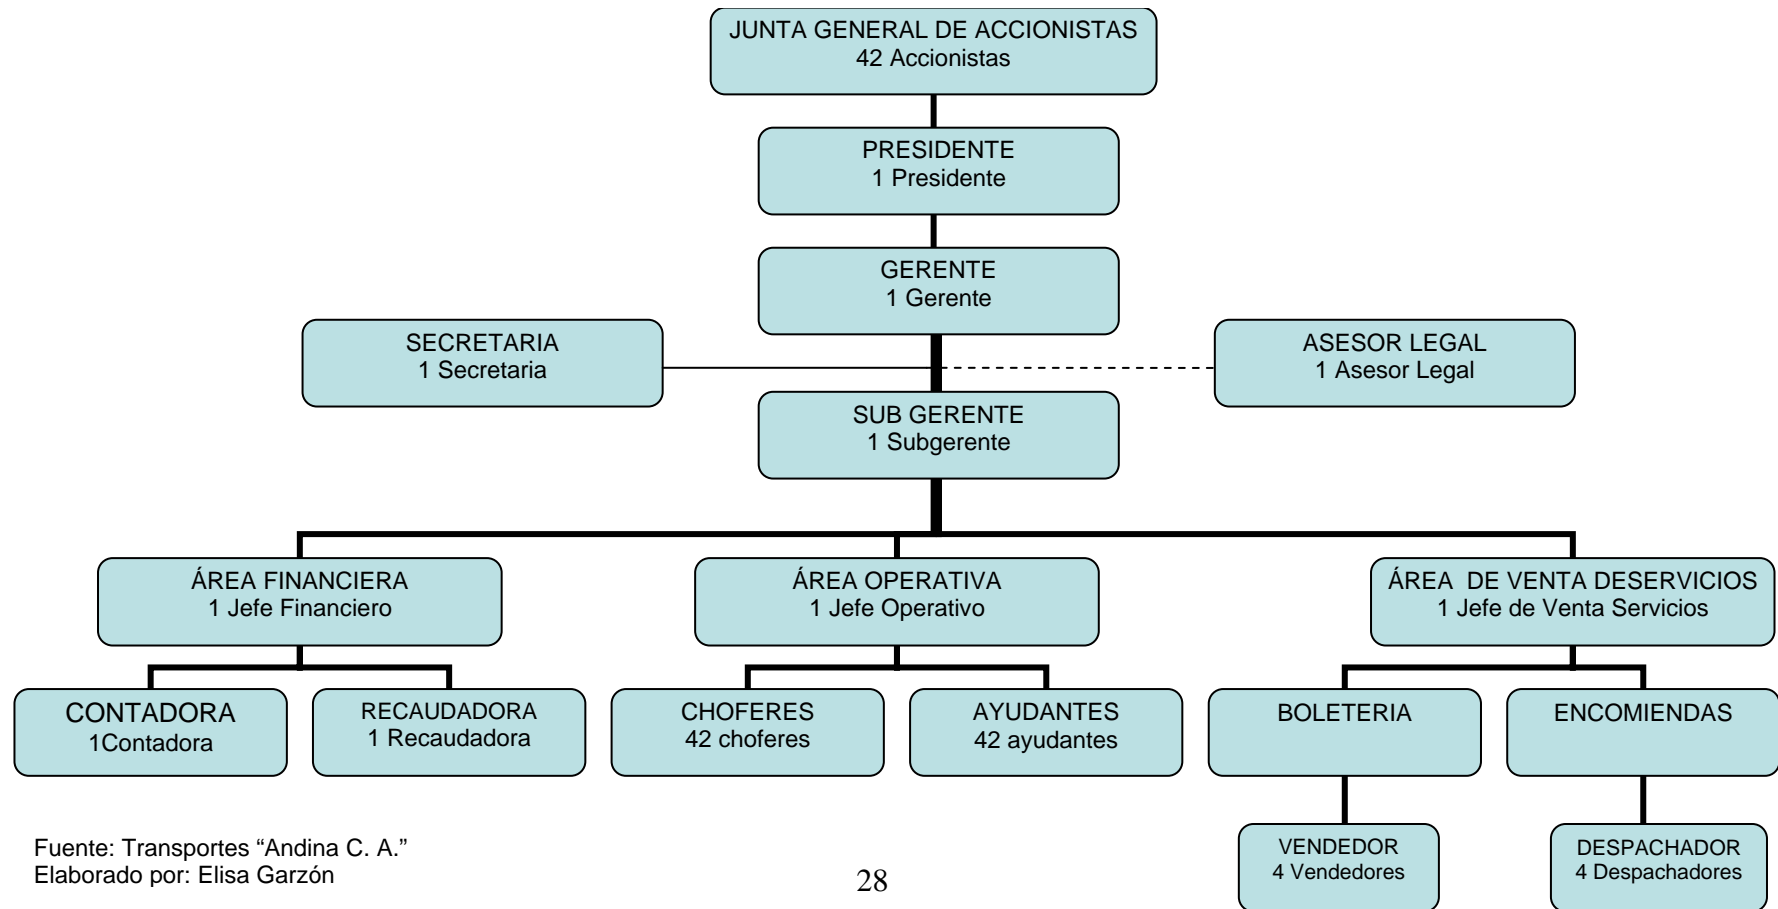 JUNTA GENERAL DE ACCIONISTAS
42 Accionistas
PRESIDENTE
1 Presidente
GERENTE
1 Gerente
SECRETARIA
1 Secretaria
ASESOR LEGAL
1 Asesor Legal
SUB GERENTE
1 Subgerente
ÁREA FINANCIERA
1 Jefe Financiero
ÁREA OPERATIVA
1 Jefe Operativo
ÁREA  DE VENTA DESERVICIOS
1 Jefe de Venta Servicios
CONTADORA
1Contadora
RECAUDADORA
1 Recaudadora
CHOFERES
42 choferes
AYUDANTES
42 ayudantes
BOLETERIA
ENCOMIENDAS
VENDEDOR
4 Vendedores
DESPACHADOR
4 Despachadores
Fuente: Transportes “Andina C. A.”
Elaborado por: Elisa Garzón
28